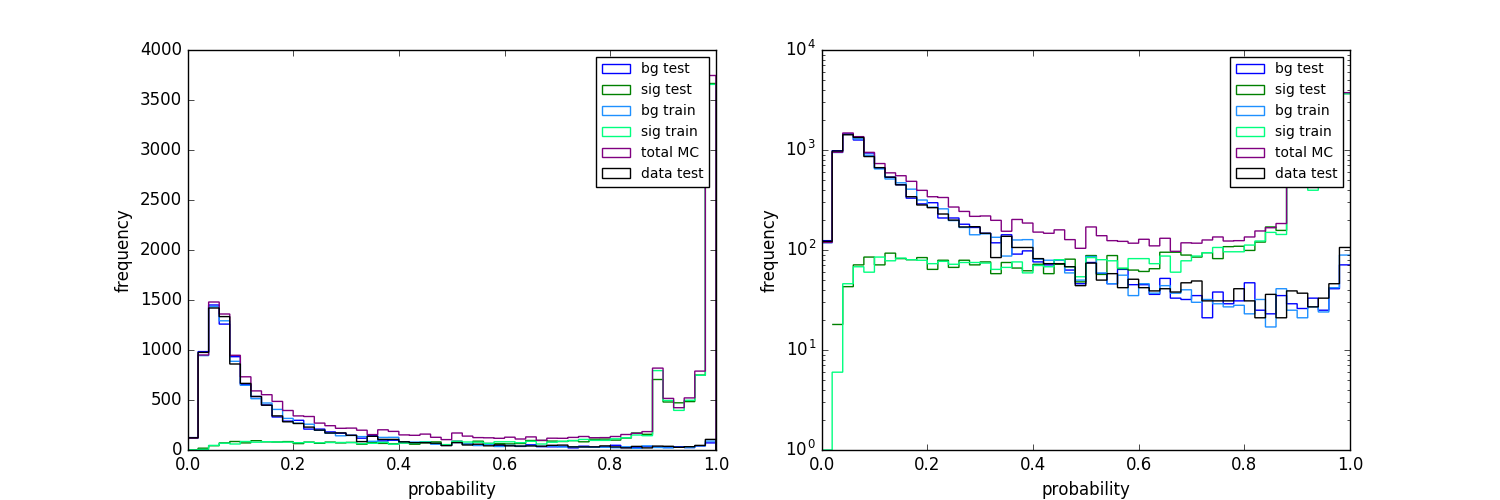 4000
3500
3000
2500
2000
1500
1000
500
0
frequency
0.0 0.2 0.4 0.6 0.8 1.0
probability
bg test
sig test
bg train
sig train
total MC
data test
10^4
10^3
10^2
10^1
10^0
frequency
0.0 0.2 0.4 0.6 0.8 1.0
probability
bg test
sig test
bg train
sig train
total MC
data test